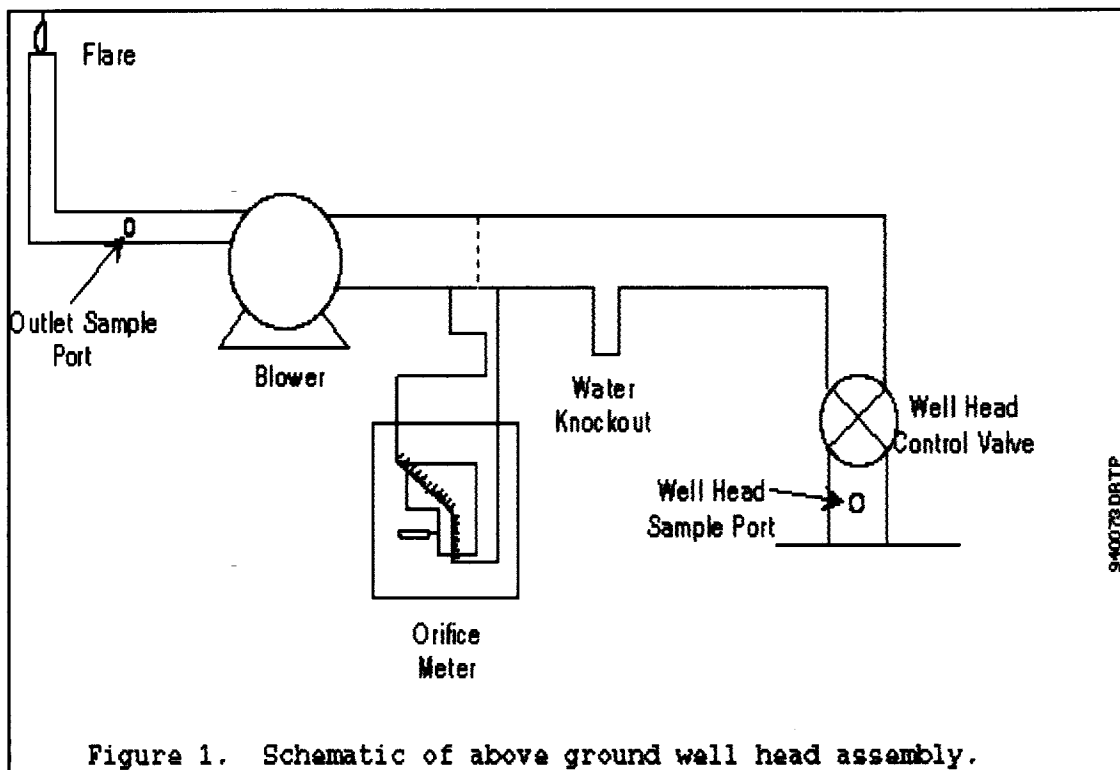 Flare
Outlet Sample
Port
Blower
Water
Knockout
Well Head
Control Valve
Well Head
Sample Port
Orifice
Meter
Figure 1. Schematic of above ground well head assembly.